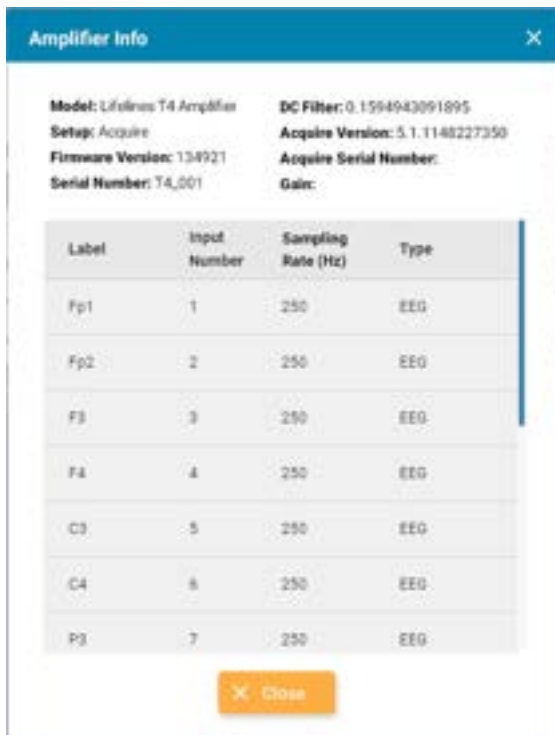 Amplifier Info
Model: Lifelines T4 Amplifier
Setup: Acquire
Firmware Version: 134921
Serial Number: T4_001
DC Filter: 0.1594943091895
Acquire Version: 5.1.1148227350
Acquire Serial Number:
Gain:
Label Input Number Sampling Rate (Hz) Type
Fp1 1 250 EEG
Fp2 2 250 EEG
F3 3 250 EEG
F4 4 250 EEG
C3 5 250 EEG
C4 6 250 EEG
P3 7 250 EEG
Close